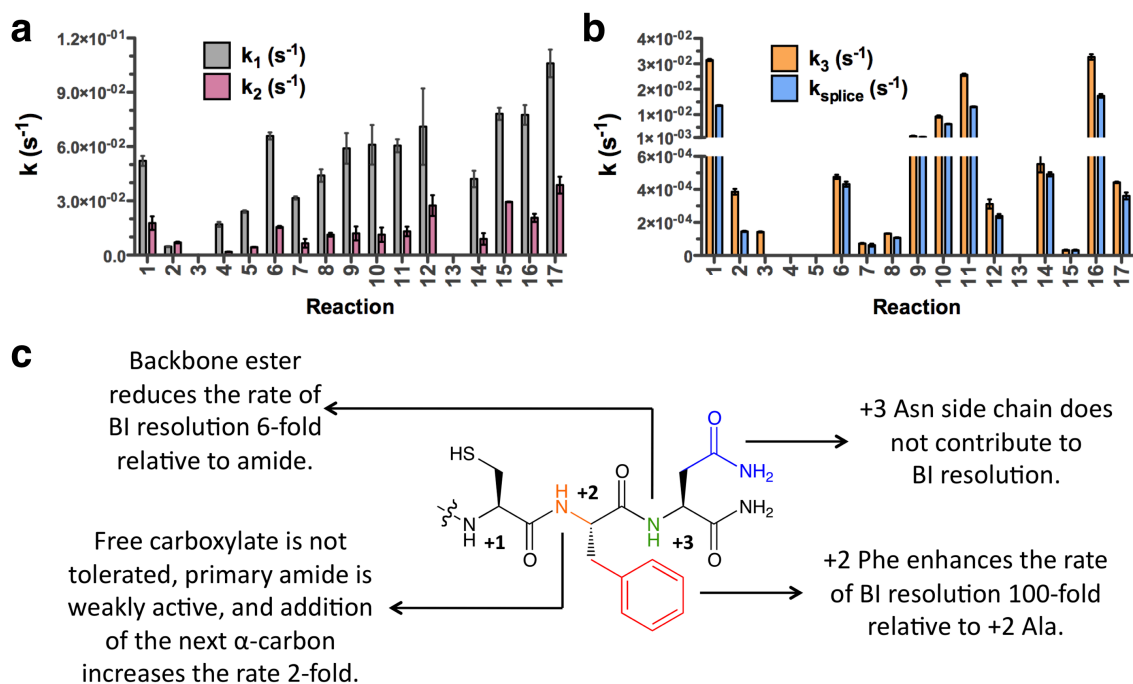 a
1.2×10⁻⁰¹
9.0×10⁻⁰²
6.0×10⁻⁰²
3.0×10⁻⁰²
0.0
k (s⁻¹)
k₁ (s⁻¹)
k₂ (s⁻¹)
1 2 3 4 5 6 7 8 9 10 11 12 13 14 15 16 17
Reaction
b
4×10⁻⁰²
3×10⁻⁰²
2×10⁻⁰²
1×10⁻⁰²
1×10⁻⁰³
6×10⁻⁰⁴
4×10⁻⁰⁴
2×10⁻⁰⁴
0
k (s⁻¹)
k₃ (s⁻¹)
ksplice (s⁻¹)
1 2 3 4 5 6 7 8 9 10 11 12 13 14 15 16 17
Reaction
c
Backbone ester
reduces the rate of
BI resolution 6-fold
relative to amide.
Free carboxylate is not
tolerated, primary amide is
weakly active, and addition
of the next α-carbon
increases the rate 2-fold.
HS
N
H
+1
O
H
N
+2
O
N
H
+3
O
NH₂
NH₂
O
+3 Asn side chain does
not contribute to
BI resolution.
+2 Phe enhances the rate
of BI resolution 100-fold
relative to +2 Ala.